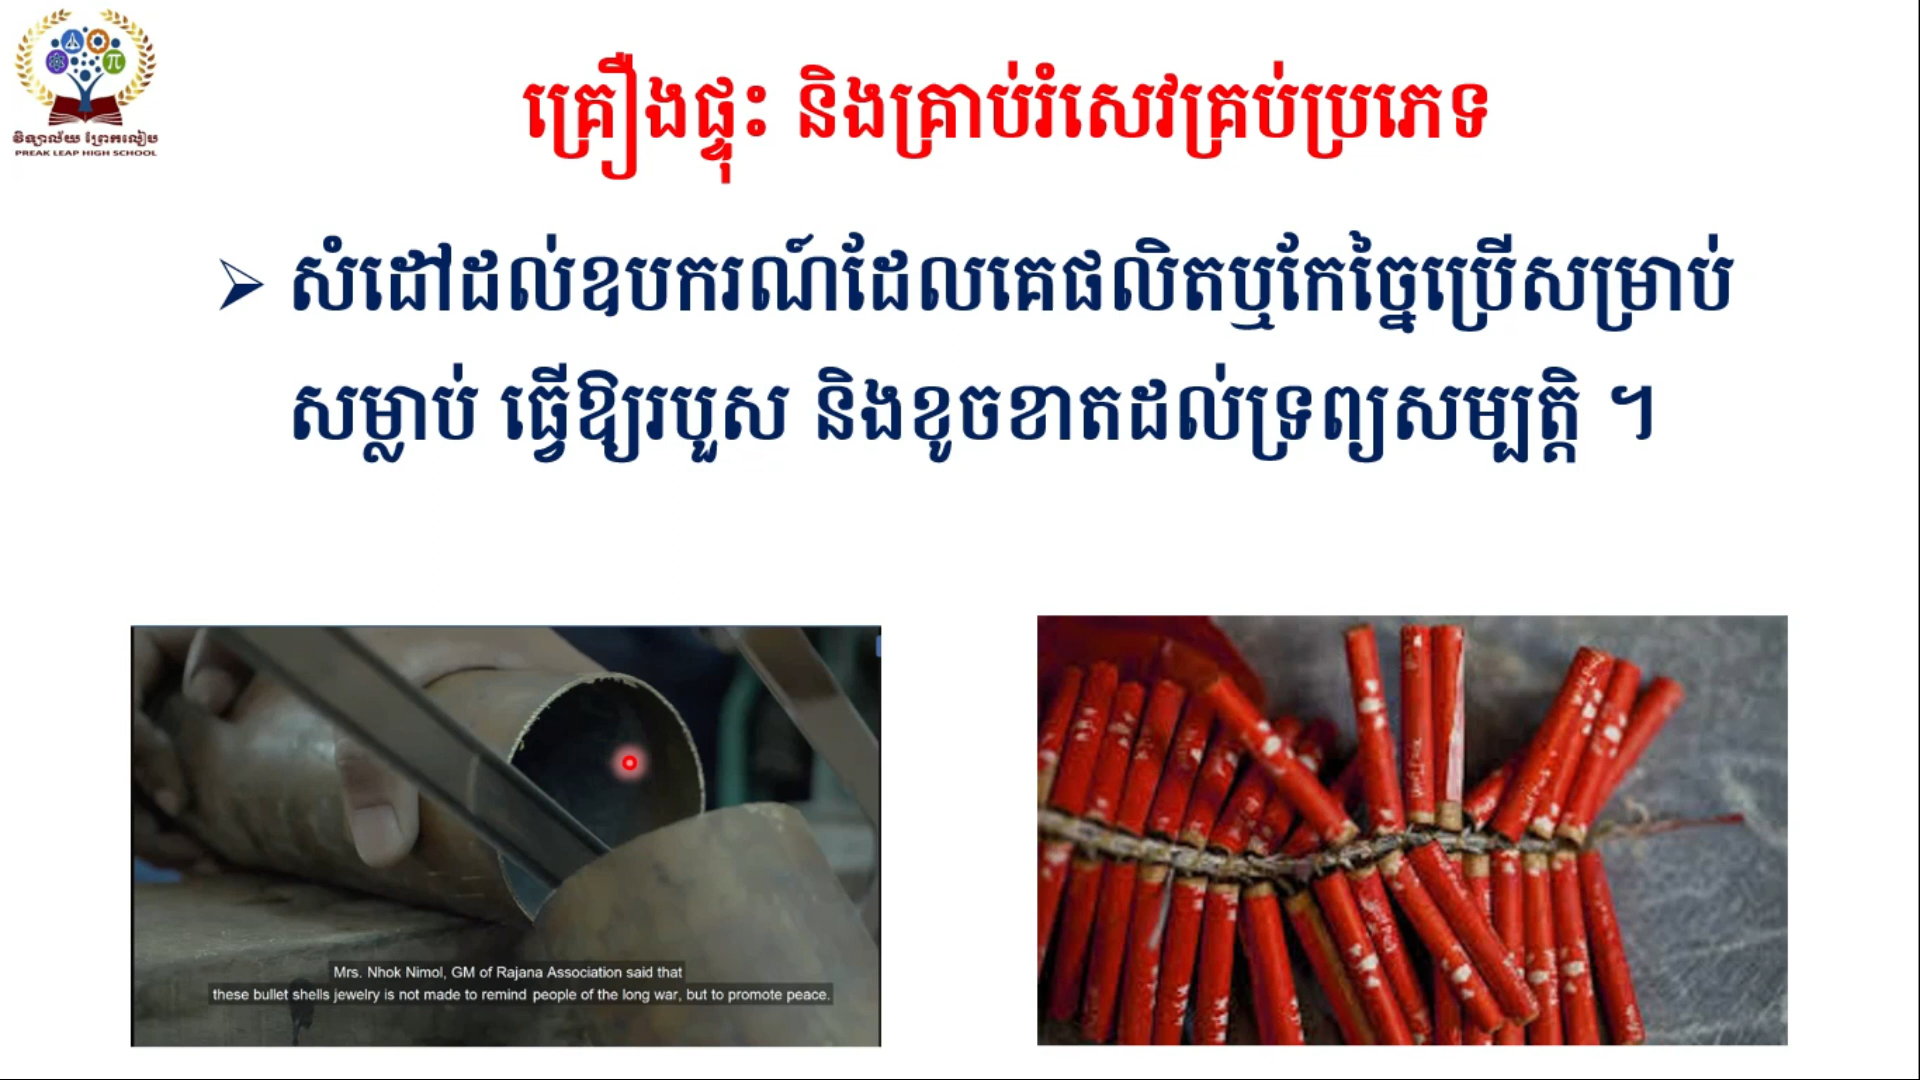 វិទ្យាល័យ ព្រែកលៀប
PREAK LEAP HIGH SCHOOL
គ្រឿងផ្ទុះ និងគ្រាប់រំសេវគ្រប់ប្រភេទ
➢ សំដៅដល់ឧបករណ៍ដែលគេផលិតឬកែច្នៃប្រើសម្រាប់
សម្លាប់ ធ្វើឱ្យរបួស និងខូចខាតដល់ទ្រព្យសម្បត្តិ ។
Mrs. Nhok Nimol, GM of Rajana Association said that
these bullet shells jewelry is not made to remind people of the long war, but to promote peace.